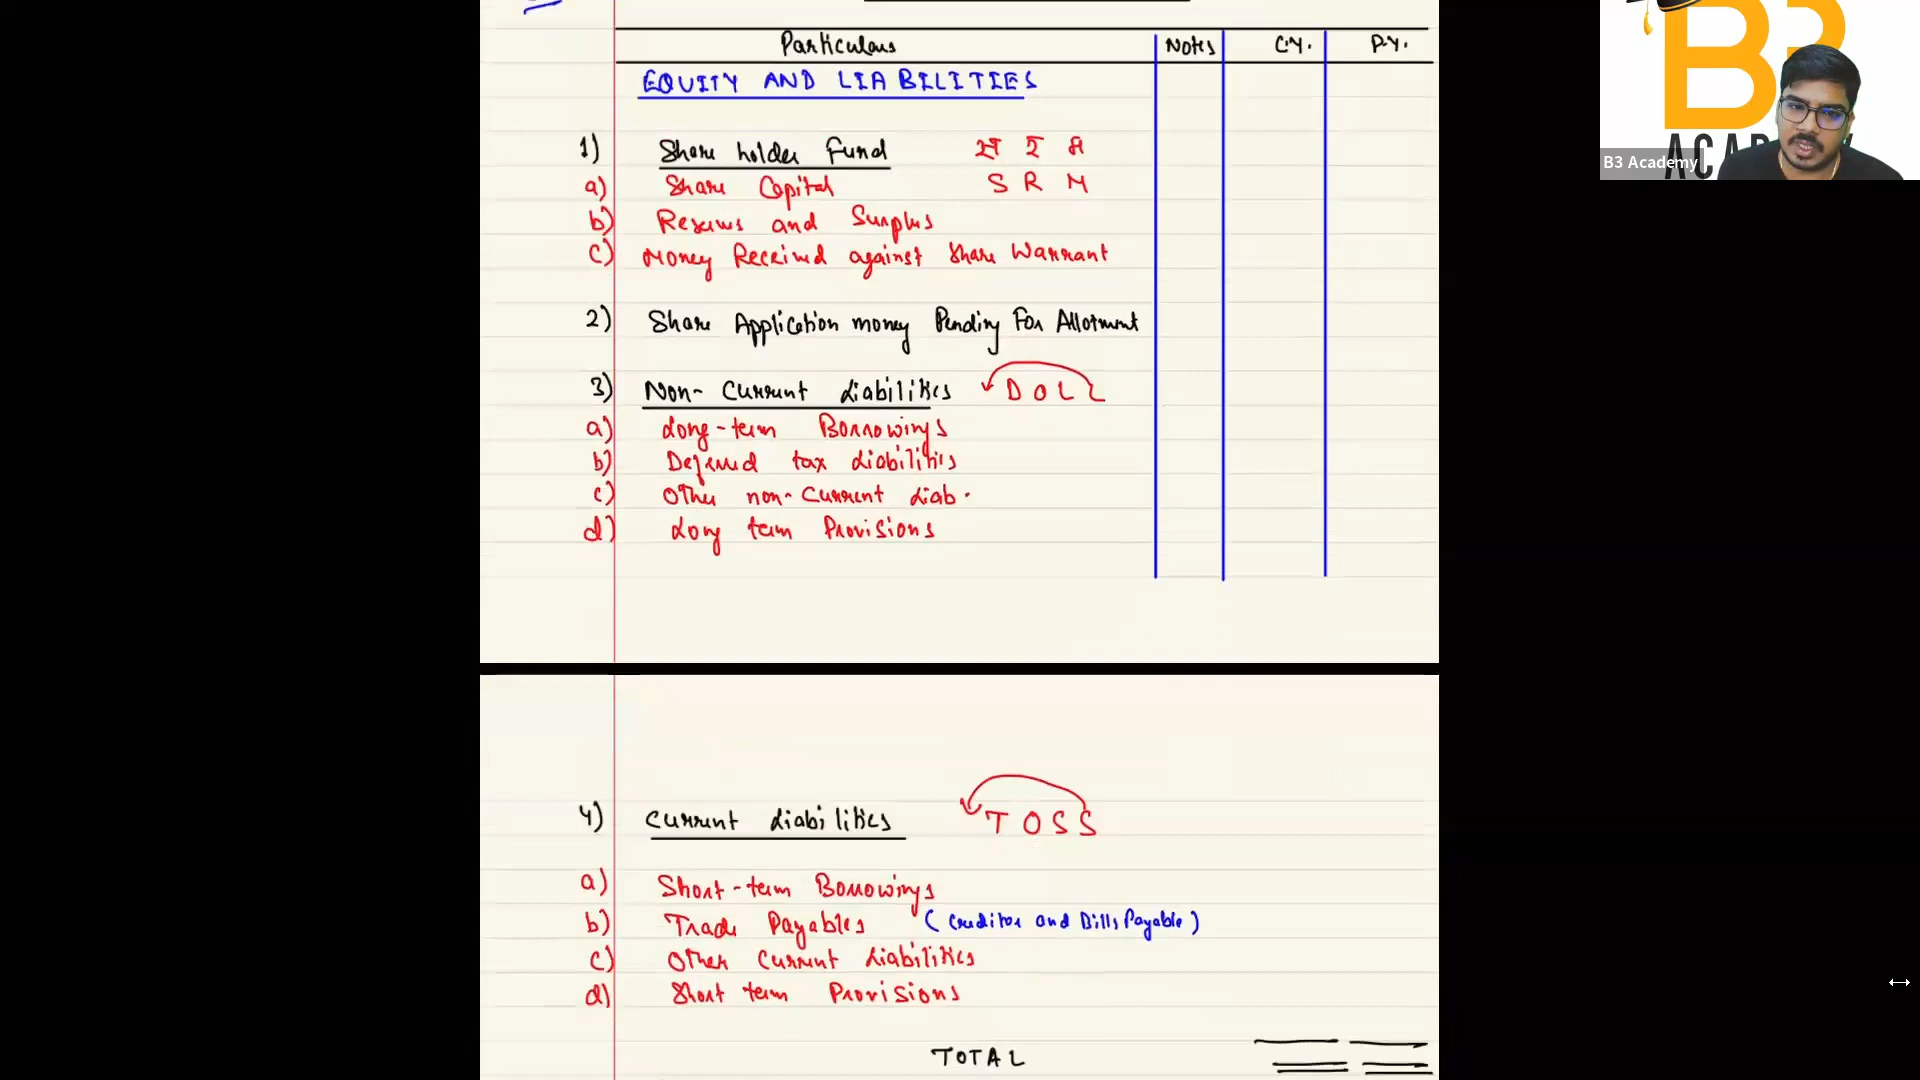 Particulars Notes C.Y. P.Y.
EQUITY AND LIABILITIES
1) Share holder Fund
a) Share Capital S R M
b) Reserves and Surplus
c) Money Received against Share Warrant
2) Share Application money Pending For Allotment
3) Non-Current Liabilities D O L L
a) Long-term Borrowings
b) Deferred tax Liabilities
c) Other non-Current Liab.
d) Long term Provisions
4) Current Liabilities T O S S
a) Short-term Borrowings
b) Trade Payables (Creditor and Bills Payable)
c) Other Current Liabilities
d) Short term Provisions
TOTAL
B3
ACADEMY
B3 Academy